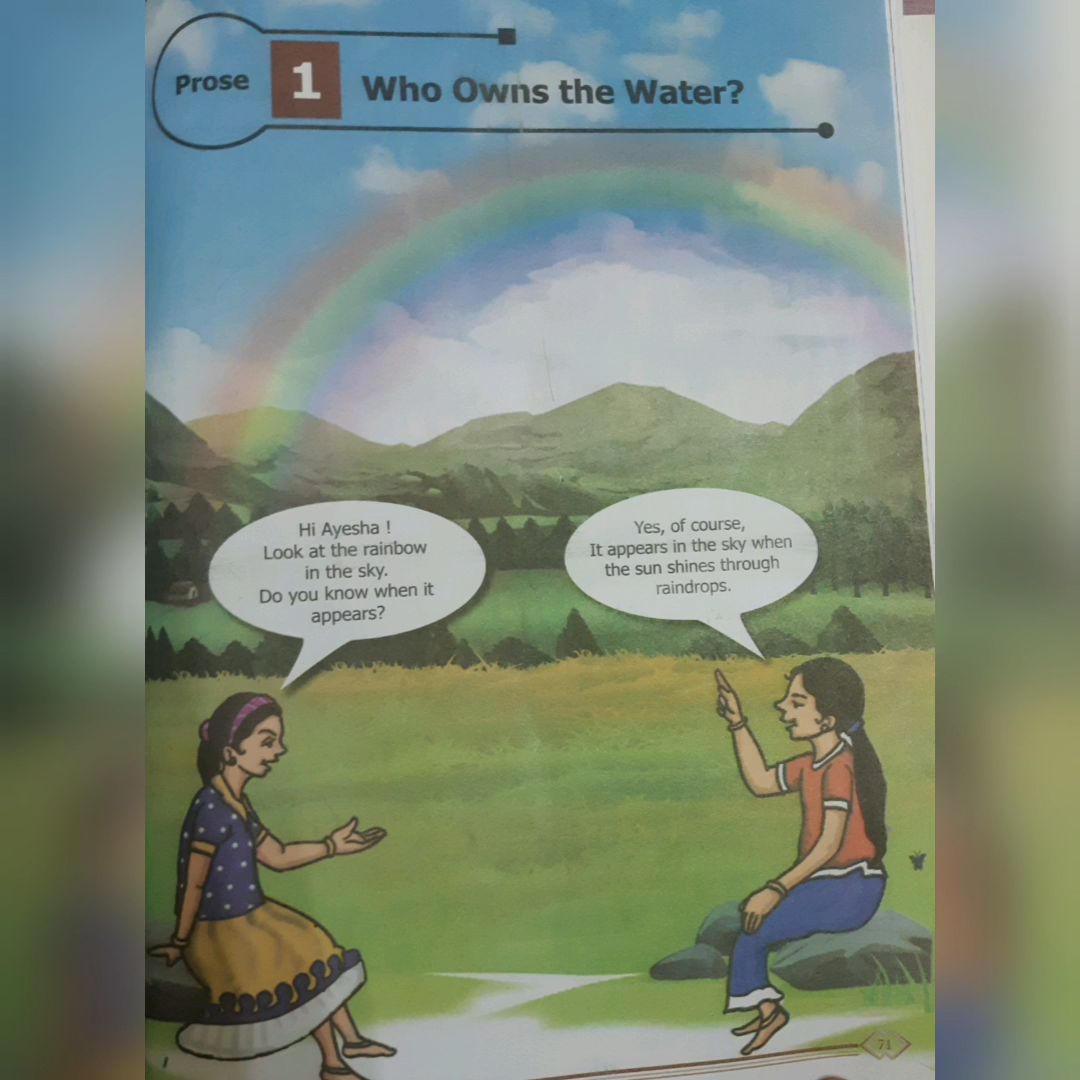 Prose 1 Who Owns the Water?
Hi Ayesha !
Look at the rainbow
in the sky.
Do you know when it
appears?
Yes, of course,
It appears in the sky when
the sun shines through
raindrops.
71